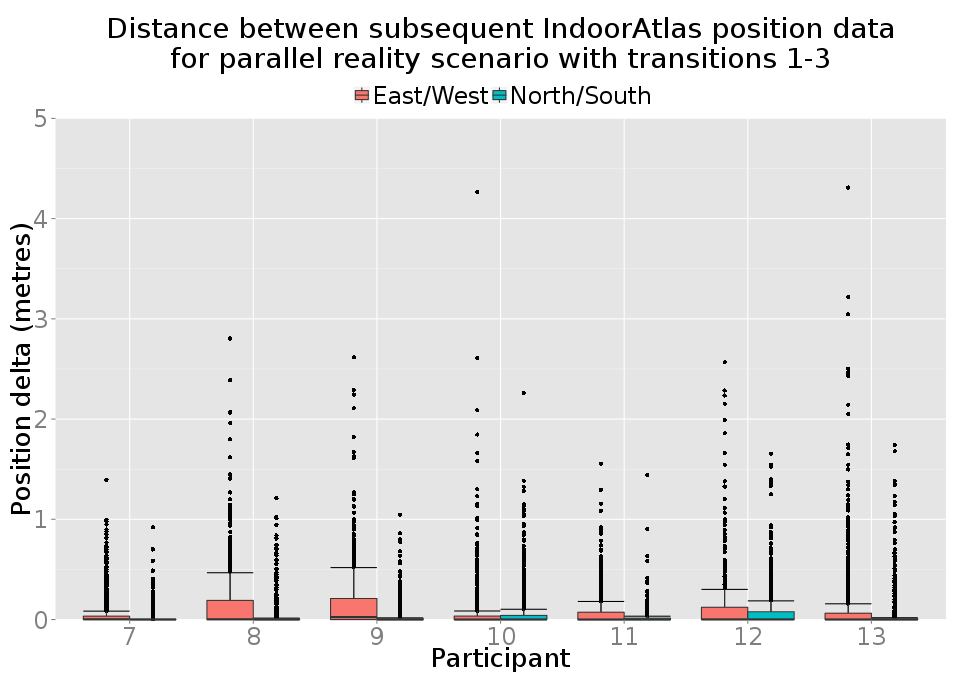 Distance between subsequent IndoorAtlas position data
for parallel reality scenario with transitions 1-3
East/West North/South
Position delta (metres)
5
4
3
2
1
0
7 8 9 10 11 12 13
Participant